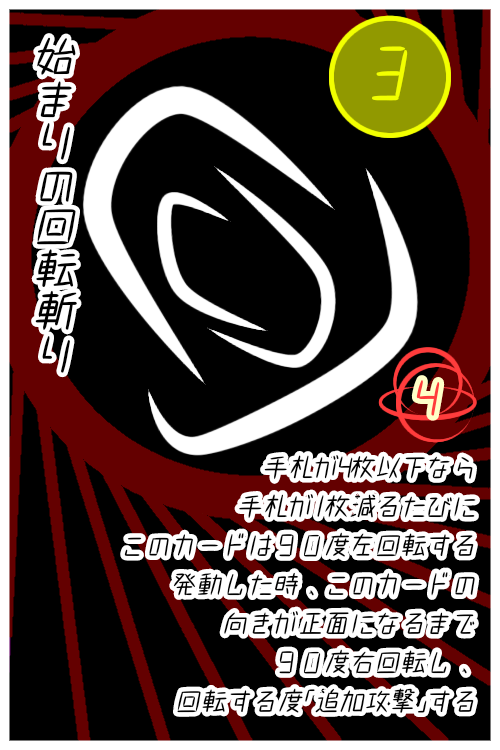 始まりの回転斬り
3
4
手札が4枚以下なら
手札が1枚減るたびに
このカードは90度左回転する
発動した時、このカードの
向きが正面になるまで
90度右回転し、
回転する度「追加攻撃」する